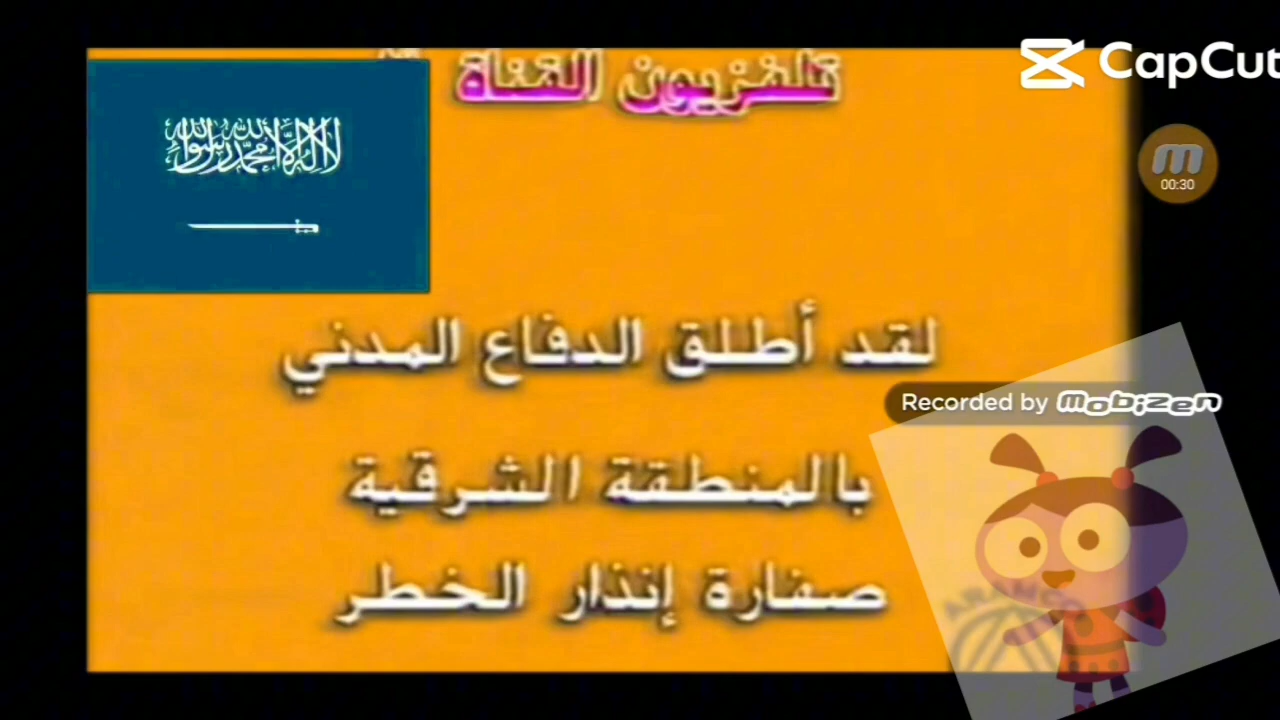 CapCut
تلفزيون القناة
لا إله إلا الله محمد رسول الله
00:30
لقد أطلق الدفاع المدني
Recorded by mobizen
بالمنطقة الشرقية
صفارة إنذار الخطر
ARAMCO